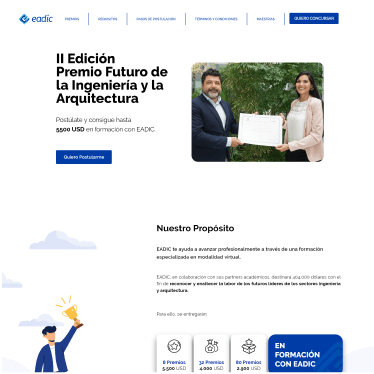 eadic
PREMIOS
REQUISITOS
PASOS DE POSTULACIÓN
TÉRMINOS Y CONDICIONES
MAESTRÍAS
QUIERO CONCURSAR
II Edición
Premio Futuro de
la Ingeniería y la
Arquitectura
Postúlate y consigue hasta
5500 USD en formación con EADIC
Quiero Postularme
Nuestro Propósito
EADIC te ayuda a avanzar profesionalmente a través de una formación
especializada en modalidad virtual.
EADIC, en colaboración con sus partners académicos, destinará 404.000 dólares con el
fin de reconocer y enaltecer la labor de los futuros líderes de los sectores ingeniería
y arquitectura.
Para ello, se entregarán:
8 Premios
5.500 USD
32 Premios
4.000 USD
80 Premios
2.900 USD
EN
FORMACIÓN
CON EADIC